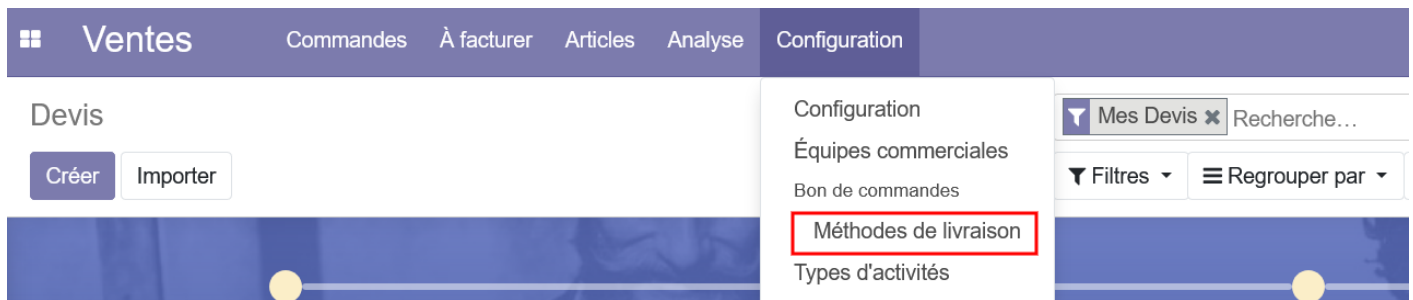 Ventes Commandes À facturer Articles Analyse Configuration
Devis
Créer Importer
Configuration
Équipes commerciales
Bon de commandes
Méthodes de livraison
Types d'activités
Mes Devis Recherche...
Filtres Regrouper par